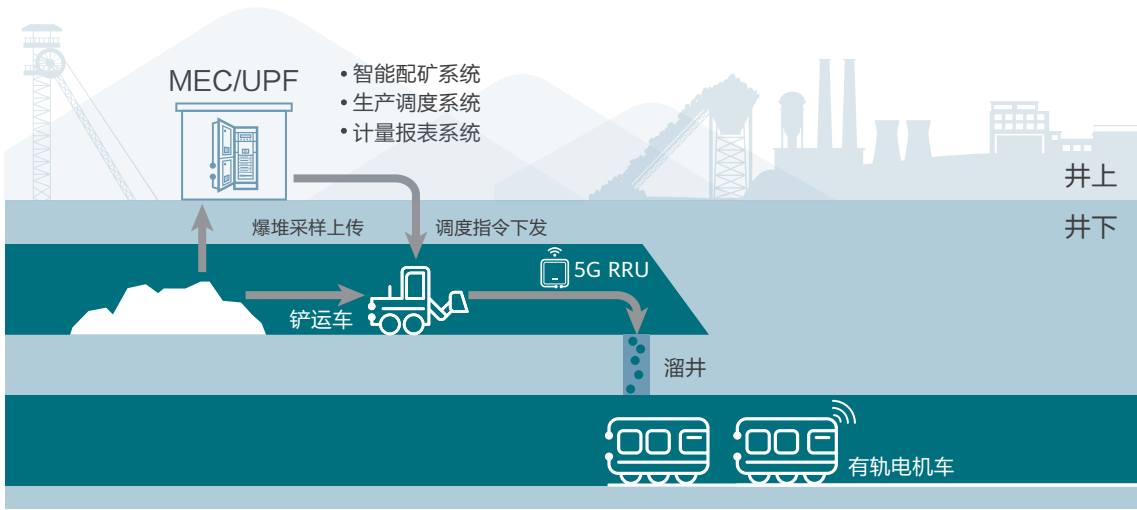 MEC/UPF
•智能配矿系统
•生产调度系统
•计量报表系统
井上
井下
爆堆采样上传
调度指令下发
5G RRU
铲运车
溜井
有轨电机车